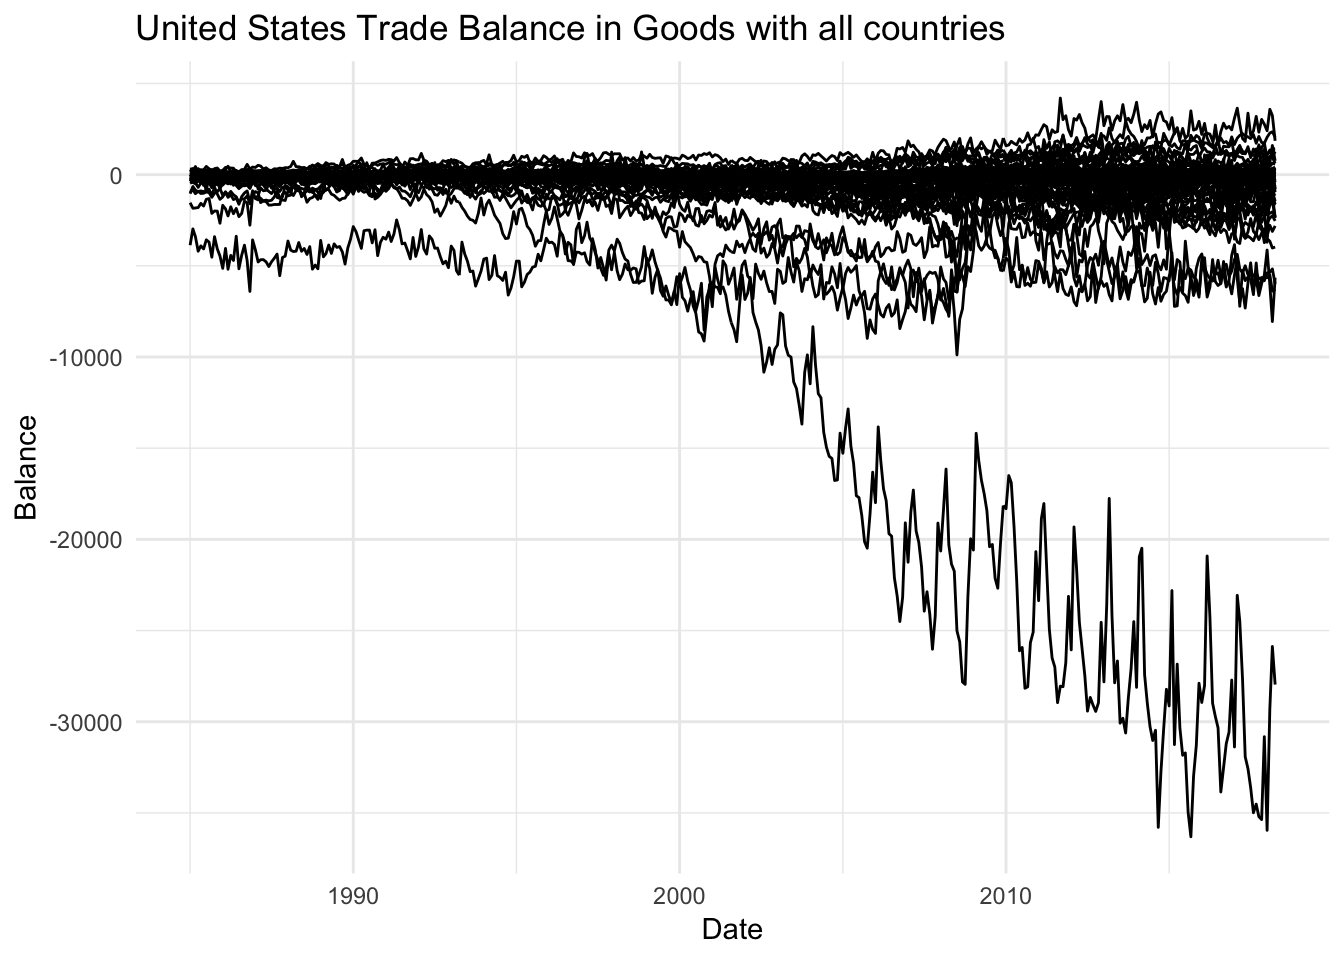 United States Trade Balance in Goods with all countries
0
-10000
-20000
-30000
Balance
1990 2000 2010
Date